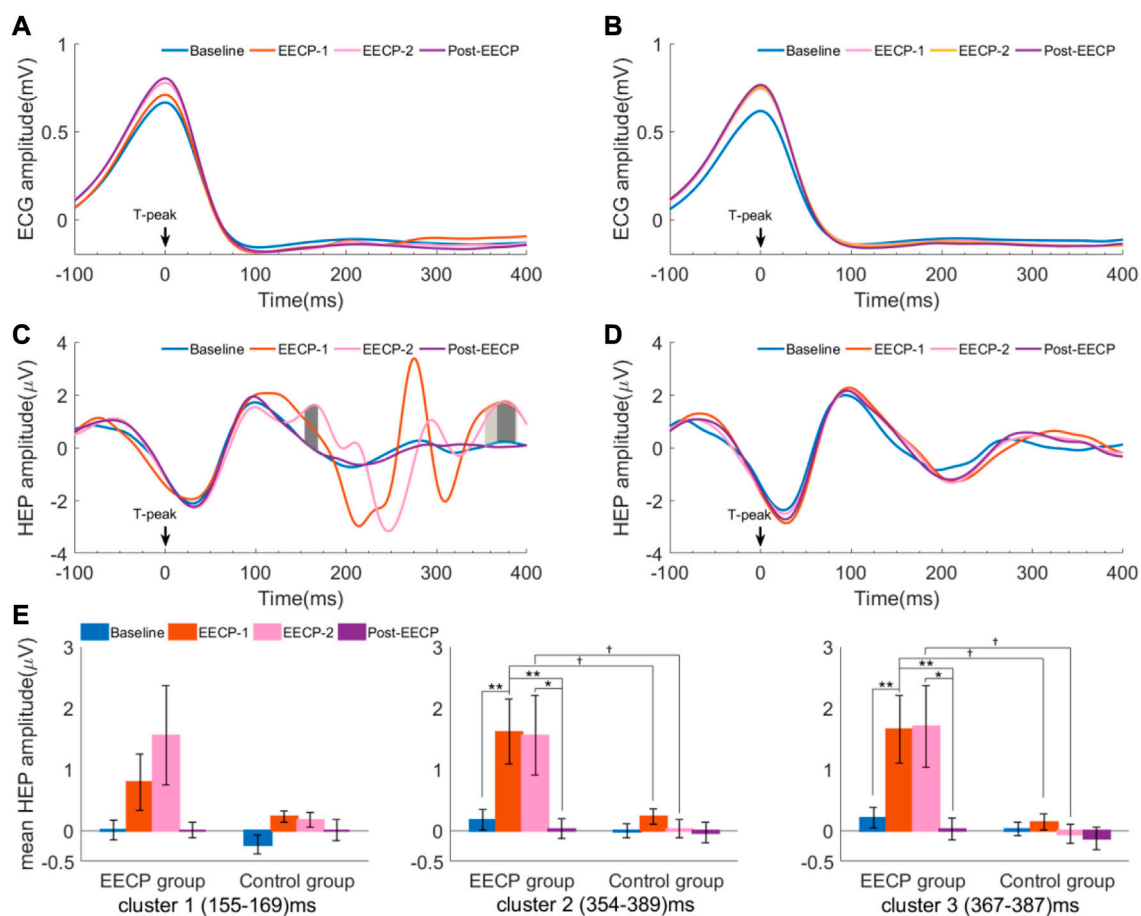 A
B
Baseline EECP-1 EECP-2 Post-EECP
Baseline EECP-1 EECP-2 Post-EECP
ECG amplitude(mV)
1
0.5
0
T-peak
-100 0 100 200 300 400
Time(ms)
ECG amplitude(mV)
1
0.5
0
T-peak
-100 0 100 200 300 400
Time(ms)
C
D
Baseline EECP-1 EECP-2 Post-EECP
Baseline EECP-1 EECP-2 Post-EECP
HEP amplitude(μV)
4
2
0
-2
-4
T-peak
-100 0 100 200 300 400
Time(ms)
HEP amplitude(μV)
4
2
0
-2
-4
T-peak
-100 0 100 200 300 400
Time(ms)
E
Baseline EECP-1 EECP-2 Post-EECP
mean HEP amplitude(μV)
3
2
1
0
-0.5
EECP group Control group
cluster 1 (155-169)ms
3
2
1
0
-0.5
†
†
**
** *
EECP group Control group
cluster 2 (354-389)ms
3
2
1
0
-0.5
†
†
**
** *
EECP group Control group
cluster 3 (367-387)ms